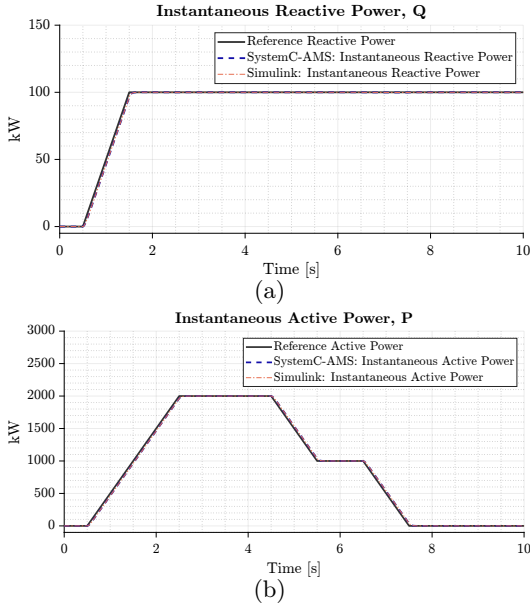 Instantaneous Reactive Power, Q
150
Reference Reactive Power
SystemC-AMS: Instantaneous Reactive Power
Simulink: Instantaneous Reactive Power
100
kW
50
0
0 2 4 6 8 10
Time [s]
(a)
Instantaneous Active Power, P
3000
Reference Active Power
SystemC-AMS: Instantaneous Active Power
Simulink: Instantaneous Active Power
2500
2000
kW
1500
1000
500
0
0 2 4 6 8 10
Time [s]
(b)